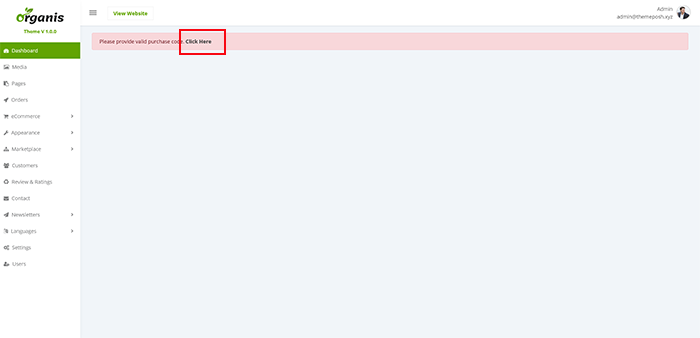 Organis
Theme V 1.0.0
View Website
Admin
admin@themeposh.xyz
Please provide valid purchase code. Click Here
Dashboard
Media
Pages
Orders
eCommerce
Appearance
Marketplace
Customers
Review & Ratings
Contact
Newsletters
Languages
Settings
Users